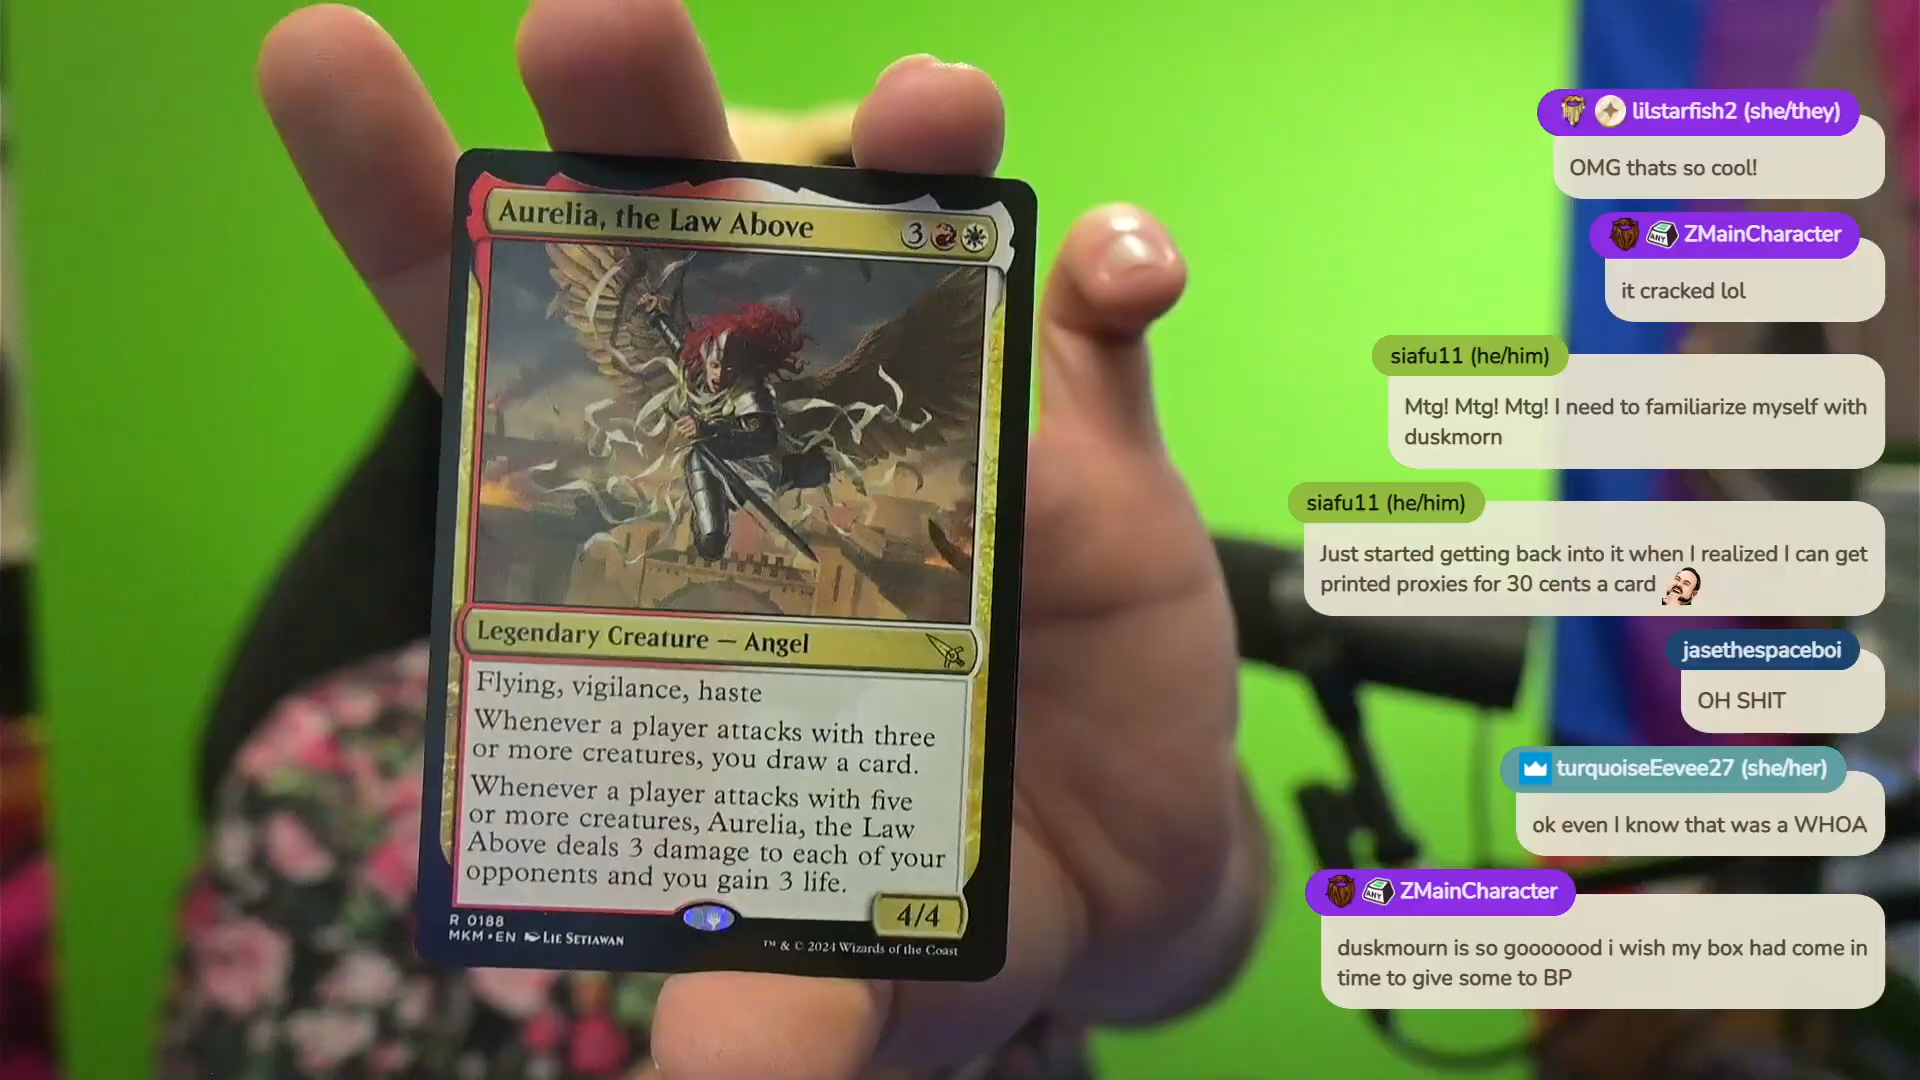 Aurelia, the Law Above 3
Legendary Creature — Angel
Flying, vigilance, haste
Whenever a player attacks with three
or more creatures, you draw a card.
Whenever a player attacks with five
or more creatures, Aurelia, the Law
Above deals 3 damage to each of your
opponents and you gain 3 life.
4/4
R 0188
MKM • EN LIE SETIAWAN
™ & © 2024 Wizards of the Coast
lilstarfish2 (she/they)
OMG thats so cool!
ANY ZMainCharacter
it cracked lol
siafu11 (he/him)
Mtg! Mtg! Mtg! I need to familiarize myself with
duskmorn
siafu11 (he/him)
Just started getting back into it when I realized I can get
printed proxies for 30 cents a card
jasethespaceboi
OH SHIT
turquoiseEevee27 (she/her)
ok even I know that was a WHOA
ANY ZMainCharacter
duskmourn is so gooooood i wish my box had come in
time to give some to BP